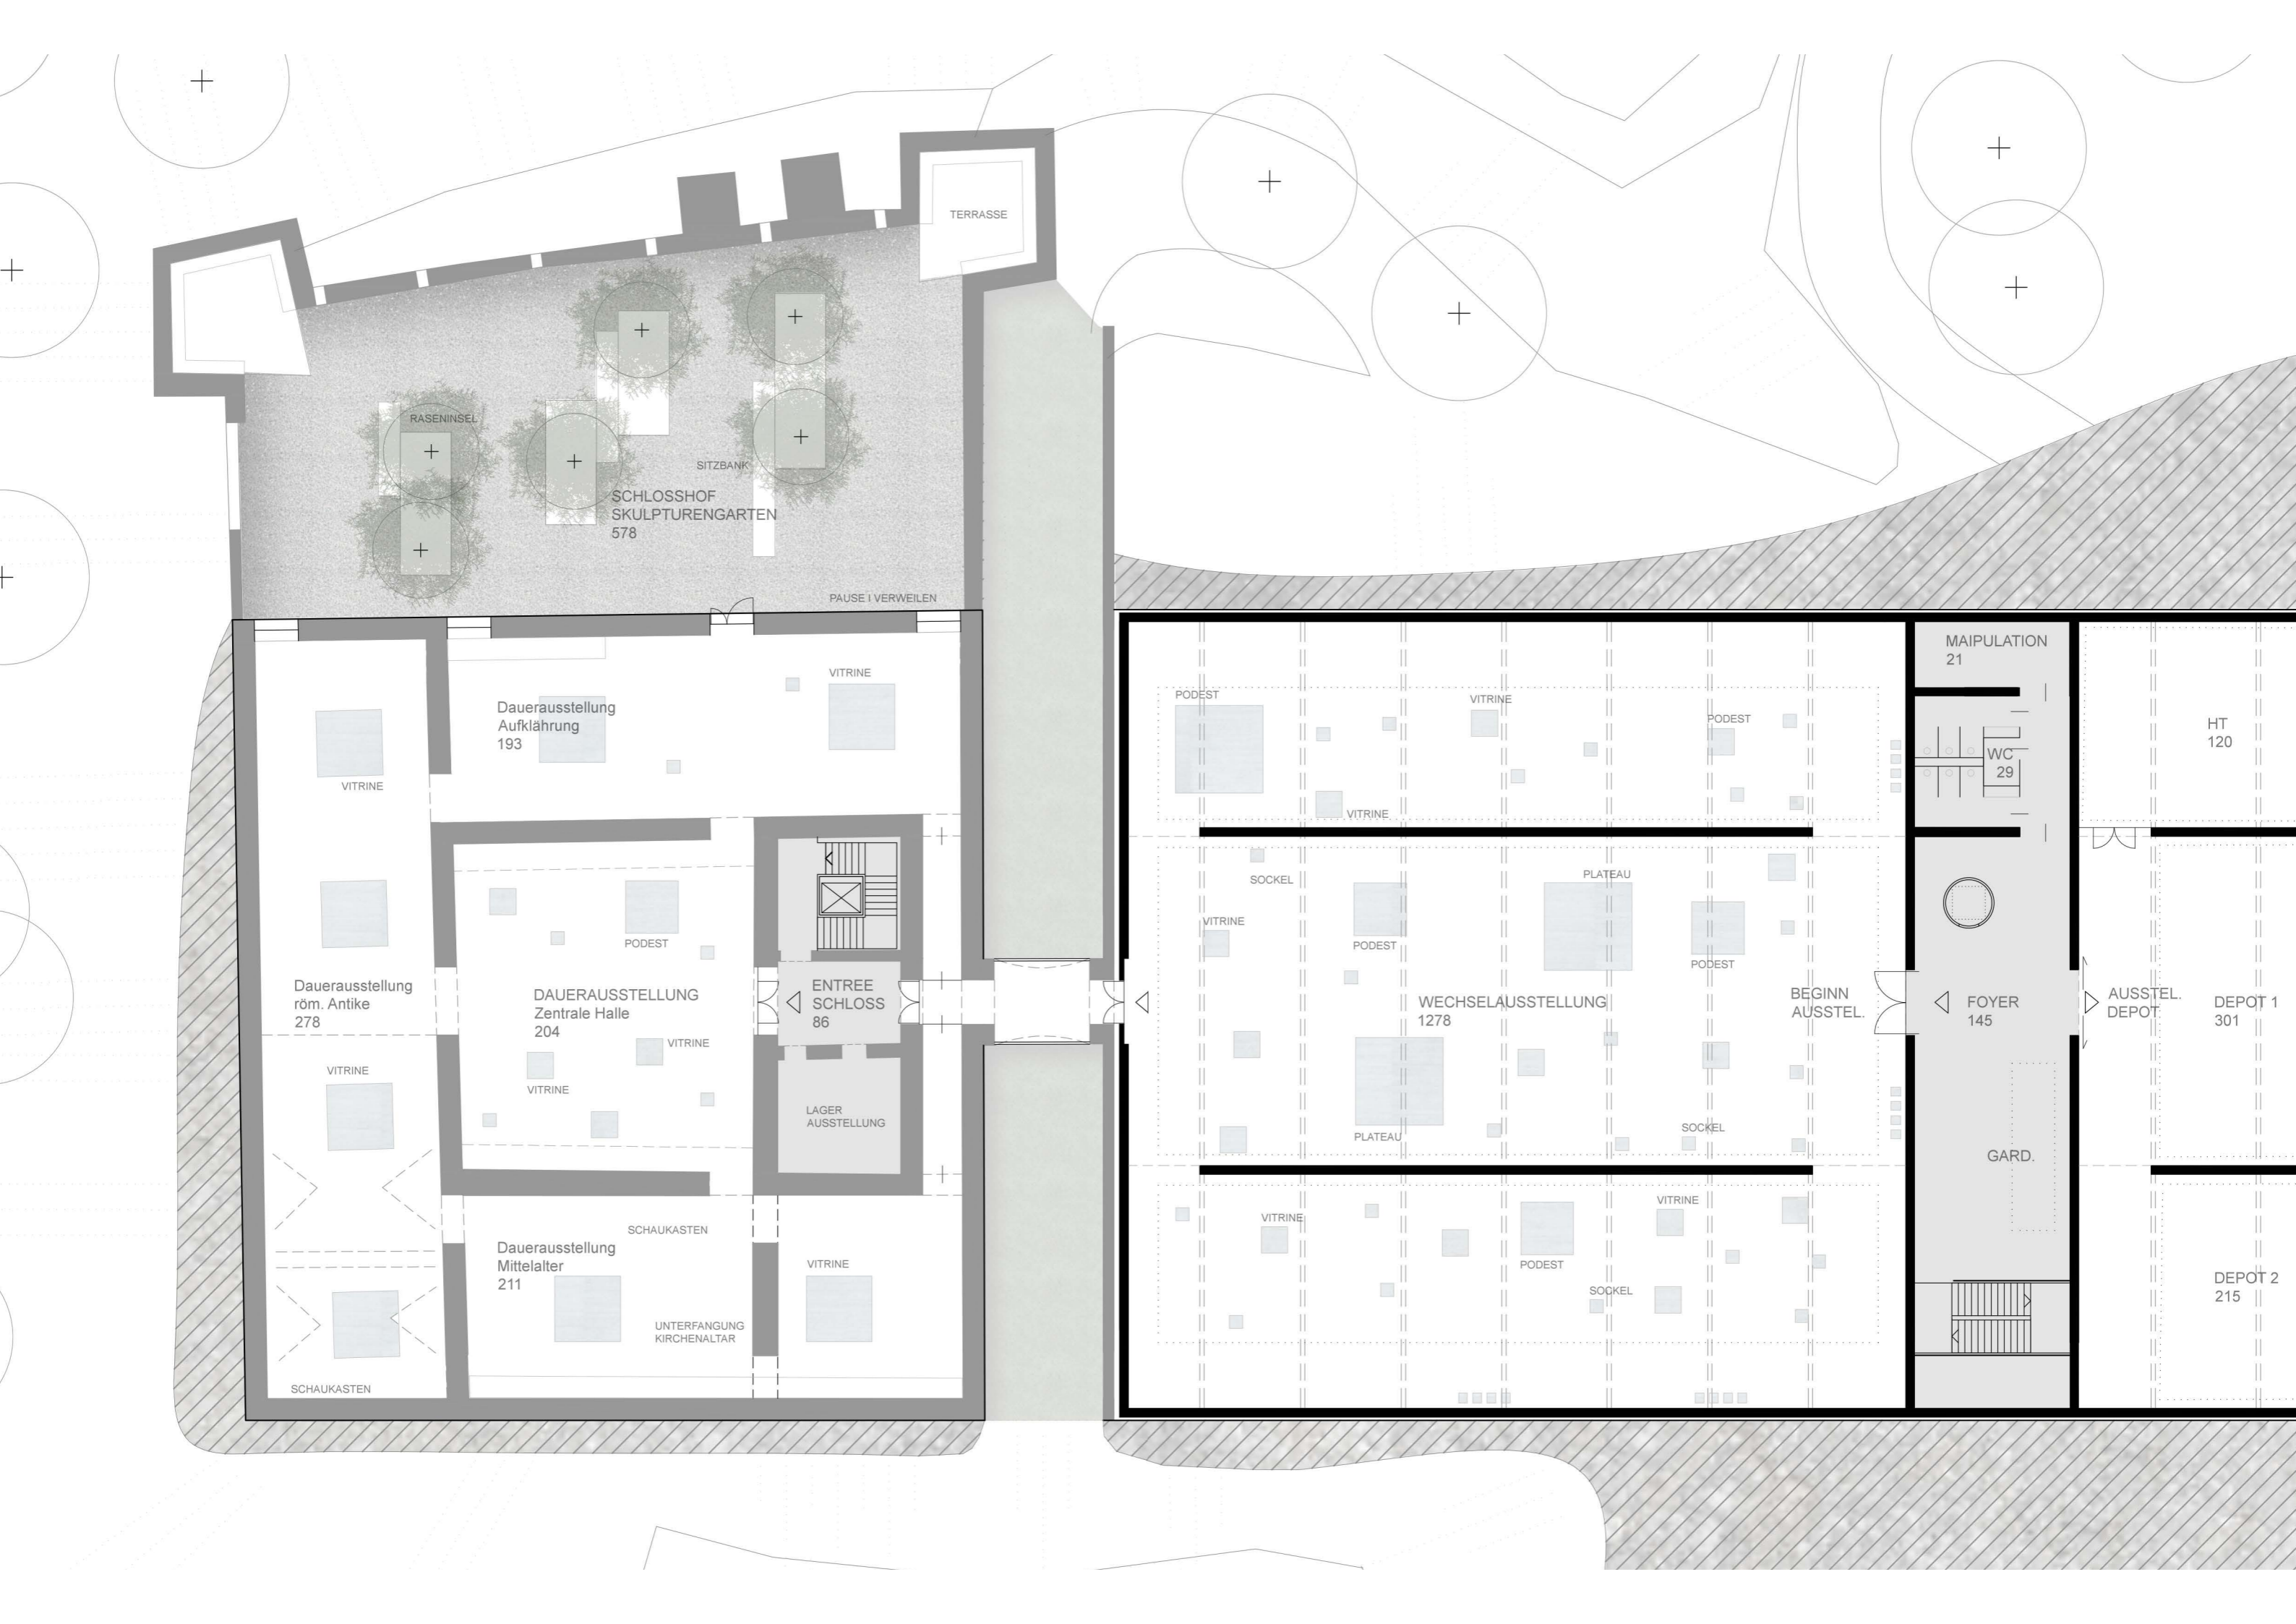 TERRASSE
RASENINSEL
SITZBANK
SCHLOSSHOF
SKULPTURENGARTEN
578
PAUSE I VERWEILEN
Dauerausstellung
Aufklährung
193
VITRINE
VITRINE
Dauerausstellung
röm. Antike
278
VITRINE
SCHAUKASTEN
PODEST
DAUERAUSSTELLUNG
Zentrale Halle
204
VITRINE
VITRINE
ENTREE
SCHLOSS
86
LAGER
AUSSTELLUNG
SCHAUKASTEN
Dauerausstellung
Mittelalter
211
VITRINE
UNTERFANGUNG
KIRCHENALTAR
PODEST
VITRINE
PODEST
VITRINE
SOCKEL
PLATEAU
VITRINE
PODEST
PODEST
WECHSELAUSSTELLUNG
1278
BEGINN
AUSSTEL.
PLATEAU
SOCKEL
VITRINE
VITRINE
PODEST
SOCKEL
MAIPULATION
21
WC
29
FOYER
145
GARD.
HT
120
AUSSTEL.
DEPOT
DEPOT 1
301
DEPOT 2
215